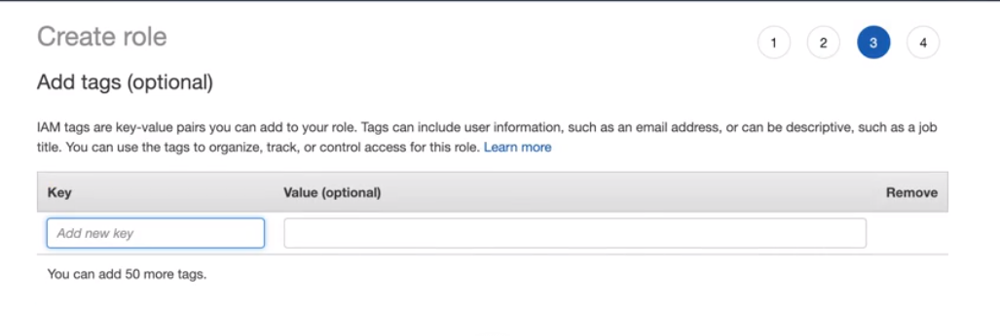 Create role
1 2 3 4
Add tags (optional)
IAM tags are key-value pairs you can add to your role. Tags can include user information, such as an email address, or can be descriptive, such as a job
title. You can use the tags to organize, track, or control access for this role. Learn more
Key Value (optional) Remove
Add new key
You can add 50 more tags.